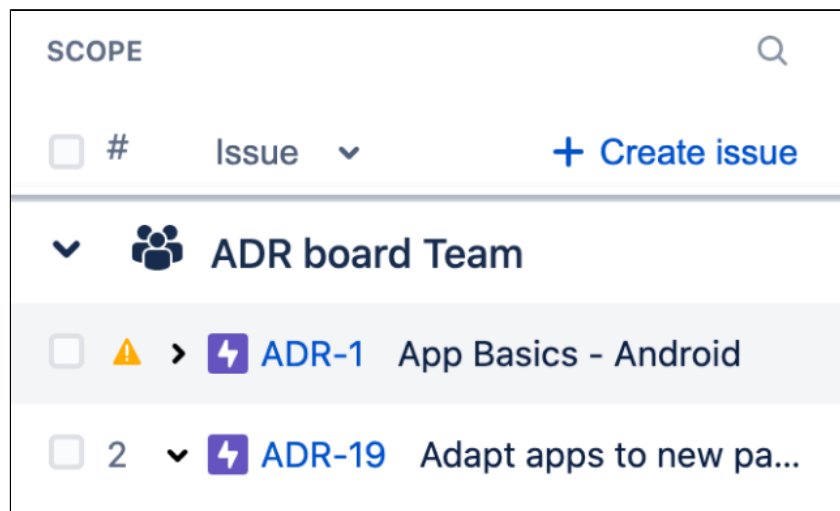 SCOPE
# Issue + Create issue
ADR board Team
ADR-1 App Basics - Android
2 ADR-19 Adapt apps to new pa...